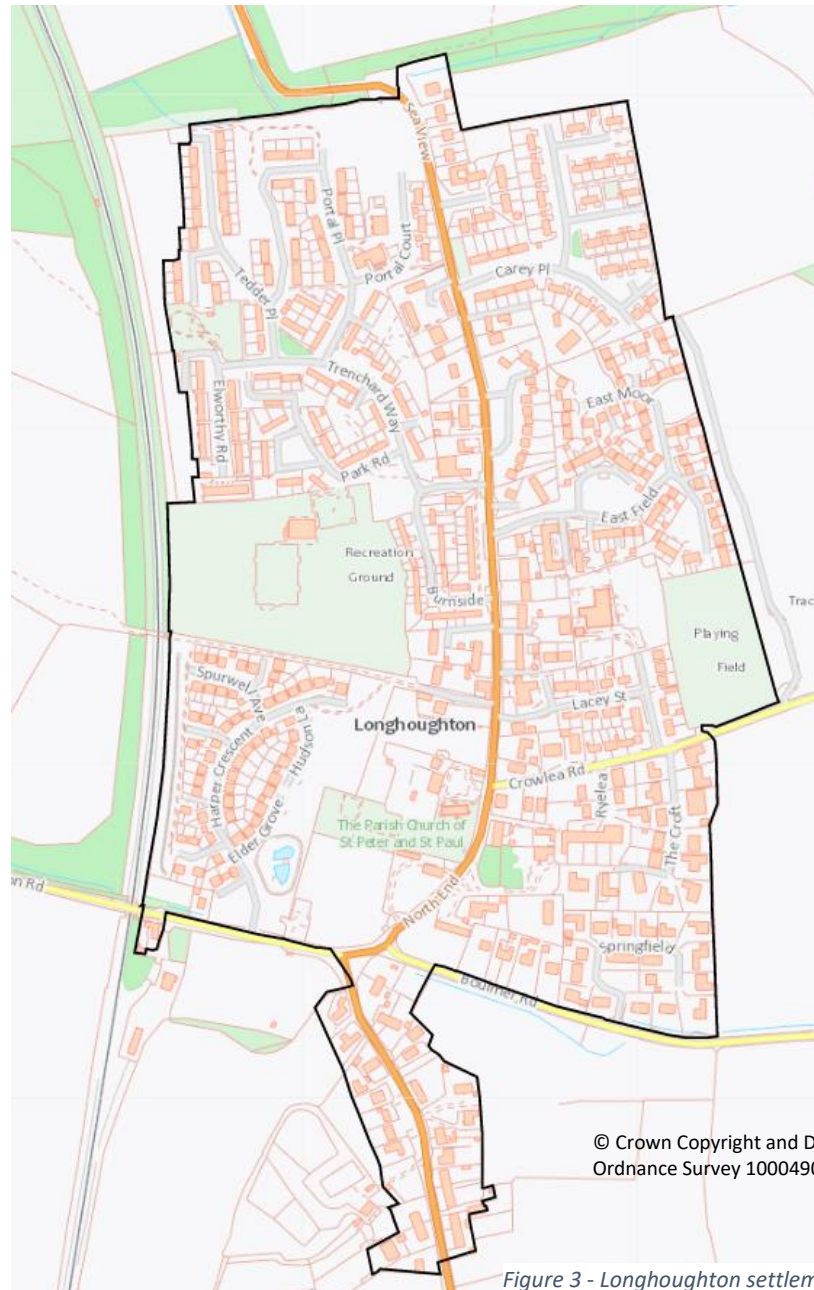 Sea View
Portal Pl
Portal Court
Tedder Pl
Carey Pl
Trenchard Way
Elworthy Rd
Park Rd
East Moor
East Field
Recreation
Ground
Burnside
Trac
Playing
Field
Spurwell Ave
Hudson La
Harper Crescent
Elder Grove
Longhoughton
Lacey St
Crowlea Rd
Ryelea
The Croft
The Parish Church of
St Peter and St Paul
on Rd
North End
Springfield
Boulmer Rd
© Crown Copyright and D
Ordnance Survey 1000490
Figure 3 - Longhoughton settlem